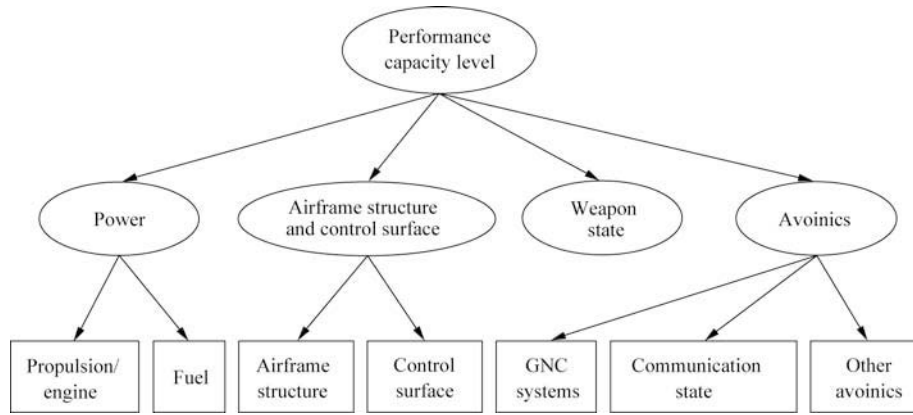 Performance
capacity level
Power
Airframe structure
and control surface
Weapon
state
Avoinics
Propulsion/
engine
Fuel
Airframe
structure
Control
surface
GNC
systems
Communication
state
Other
avoinics